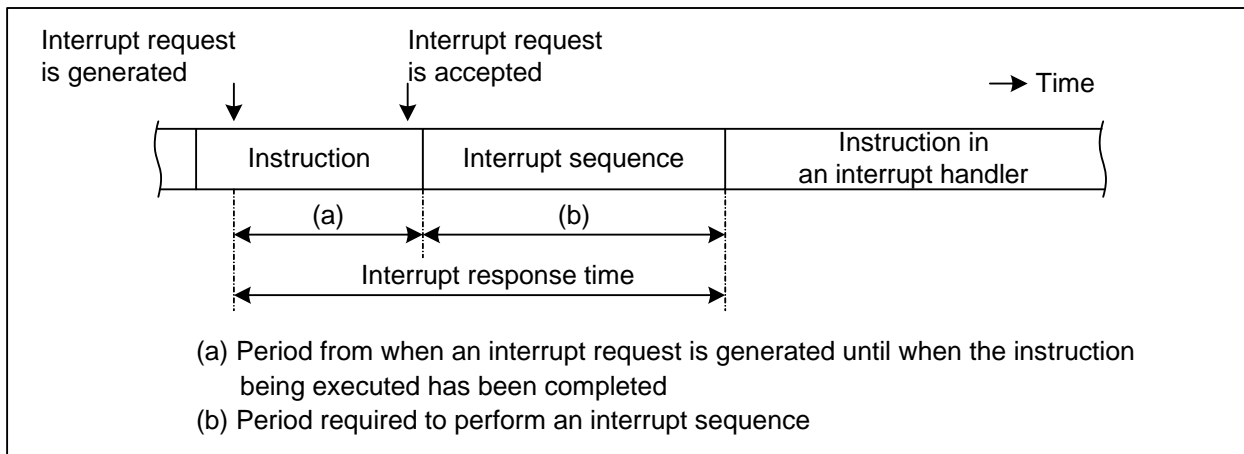 Interrupt request
is generated
Interrupt request
is accepted
Time
Instruction
Interrupt sequence
Instruction in
an interrupt handler
(a)
(b)
Interrupt response time
(a) Period from when an interrupt request is generated until when the instruction
being executed has been completed
(b) Period required to perform an interrupt sequence